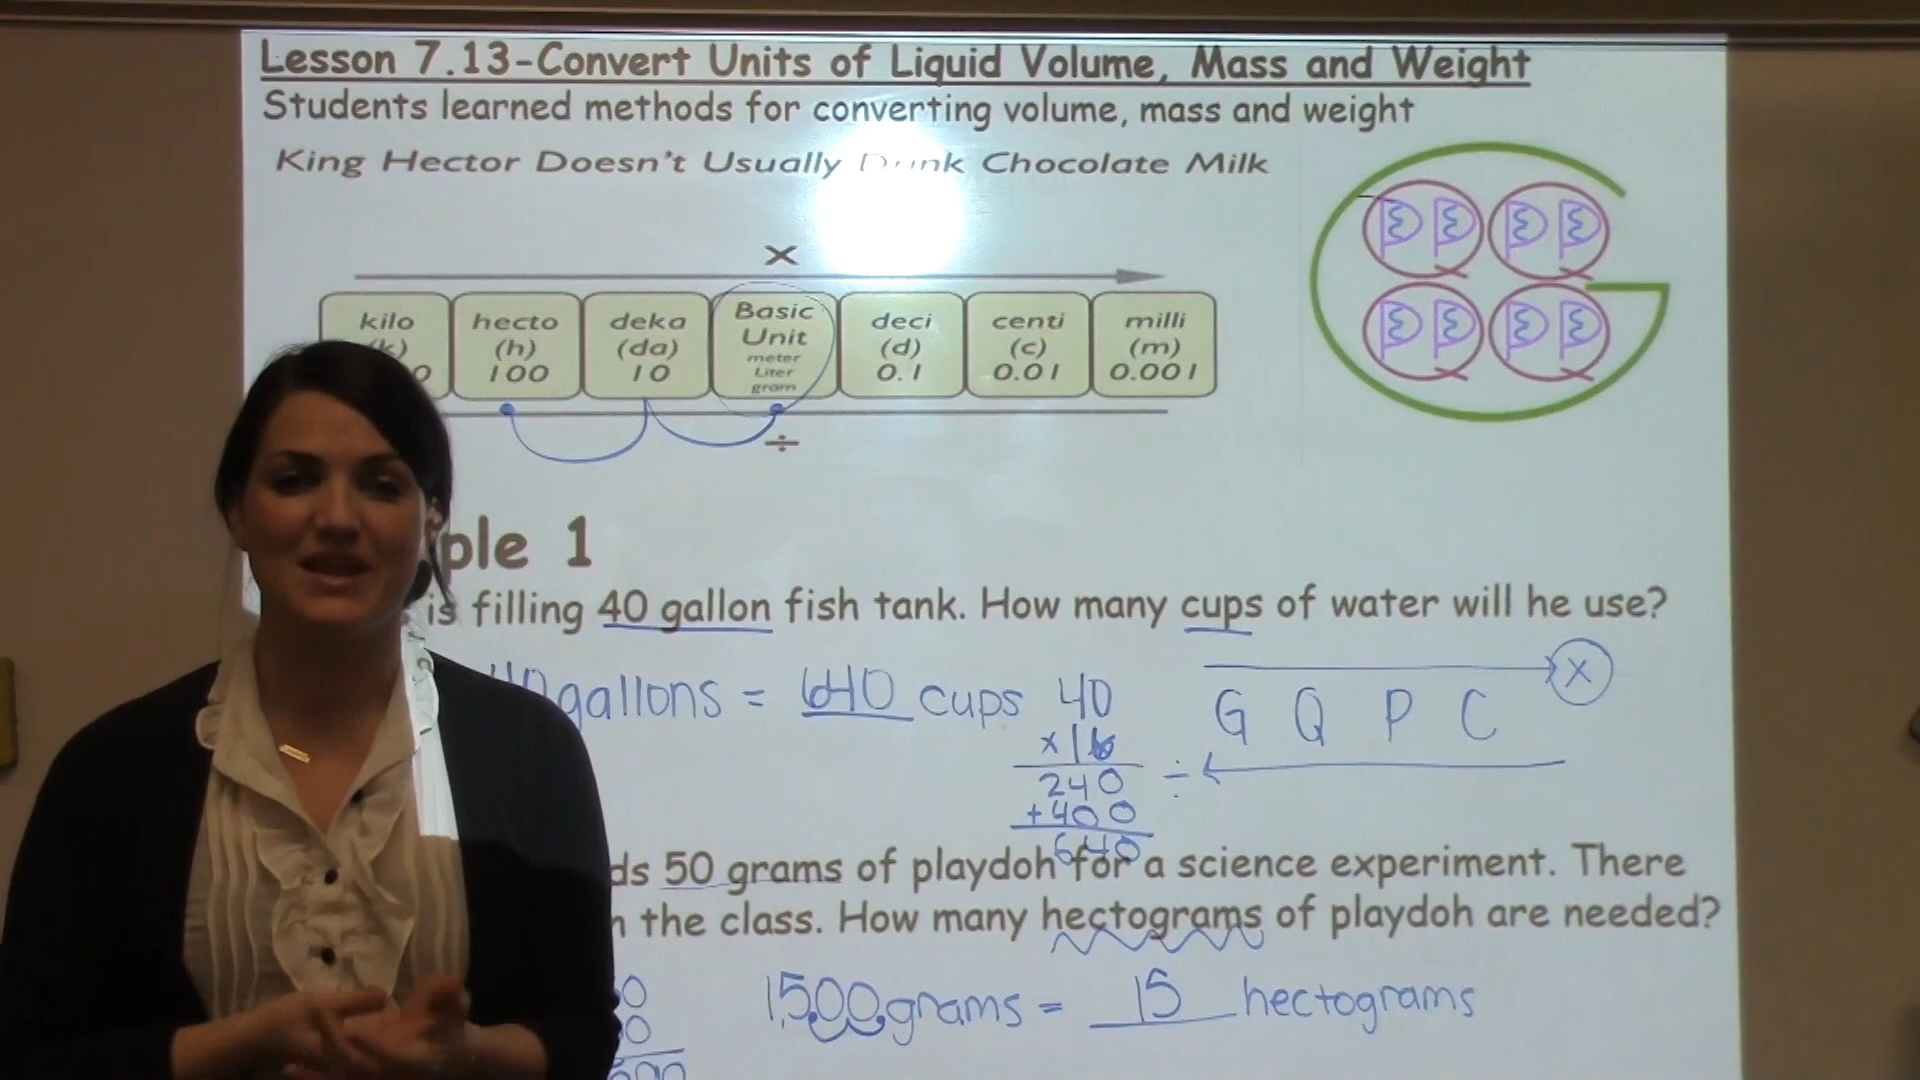 Lesson 7.13-Convert Units of Liquid Volume, Mass and Weight
Students learned methods for converting volume, mass and weight
King Hector Doesn't Usually Drink Chocolate Milk
×
kilo hecto deka Basic Unit deci centi milli
(k) (h) (da) meter (d) (c) (m)
100 10 Liter gram 0.1 0.01 0.001
÷
ple 1
is filling 40 gallon fish tank. How many cups of water will he use?
40 gallons = 640 cups
40
×16
240
+400
640
G Q P C
×
÷
ds 50 grams of playdoh for a science experiment. There
n the class. How many hectograms of playdoh are needed?
1500 grams = 15 hectograms